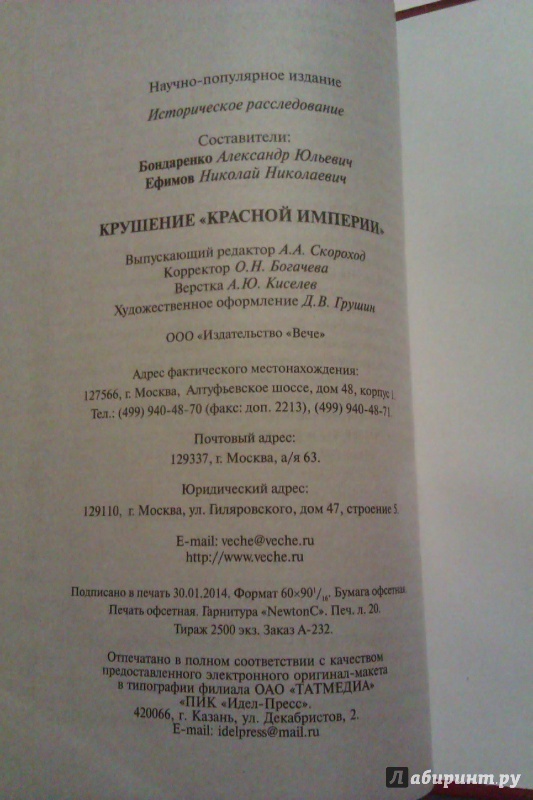 Научно-популярное издание
Историческое расследование
Составители:
Бондаренко Александр Юльевич
Ефимов Николай Николаевич
КРУШЕНИЕ «КРАСНОЙ ИМПЕРИИ»
Выпускающий редактор А.А. Скороход
Корректор О.Н. Богачева
Верстка А.Ю. Киселев
Художественное оформление Д.В. Грушин
ООО «Издательство «Вече»
Адрес фактического местонахождения:
127566, г. Москва, Алтуфьевское шоссе, дом 48, корпус 1.
Тел.: (499) 940-48-70 (факс: доп. 2213), (499) 940-48-71.
Почтовый адрес:
129337, г. Москва, а/я 63.
Юридический адрес:
129110, г. Москва, ул. Гиляровского, дом 47, строение 5.
E-mail: veche@veche.ru
http://www.veche.ru
Подписано в печать 30.01.2014. Формат 60×90 1/16. Бумага офсетная.
Печать офсетная. Гарнитура «NewtonC». Печ. л. 20.
Тираж 2500 экз. Заказ А-232.
Отпечатано в полном соответствии с качеством
предоставленного электронного оригинал-макета
в типографии филиала ОАО «ТАТМЕДИА»
«ПИК «Идел-Пресс».
420066, г. Казань, ул. Декабристов, 2.
E-mail: idelpress@mail.ru
Лабиринт.ру